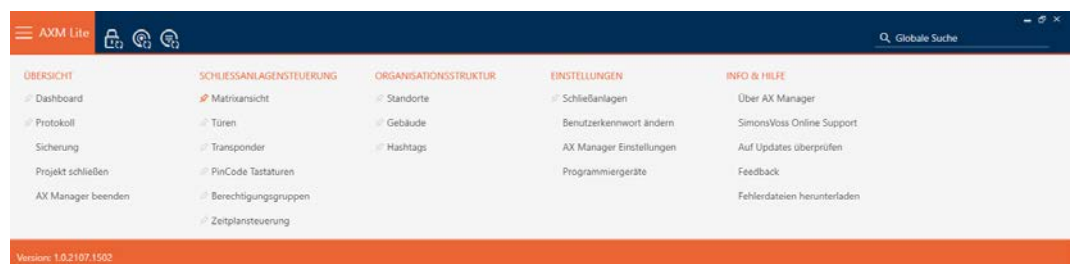 AXM Lite
Globale Suche
ÜBERSICHT
Dashboard
Protokoll
Sicherung
Projekt schließen
AX Manager beenden
SCHLIESSANLAGENSTEUERUNG
Matrixansicht
Türen
Transponder
PinCode Tastaturen
Berechtigungsgruppen
Zeitplansteuerung
ORGANISATIONSSTRUKTUR
Standorte
Gebäude
Hashtags
EINSTELLUNGEN
Schließanlagen
Benutzerkennwort ändern
AX Manager Einstellungen
Programmiergeräte
INFO & HILFE
Über AX Manager
SimonsVoss Online Support
Auf Updates überprüfen
Feedback
Fehlerdateien herunterladen
Version: 1.0.2107.1502